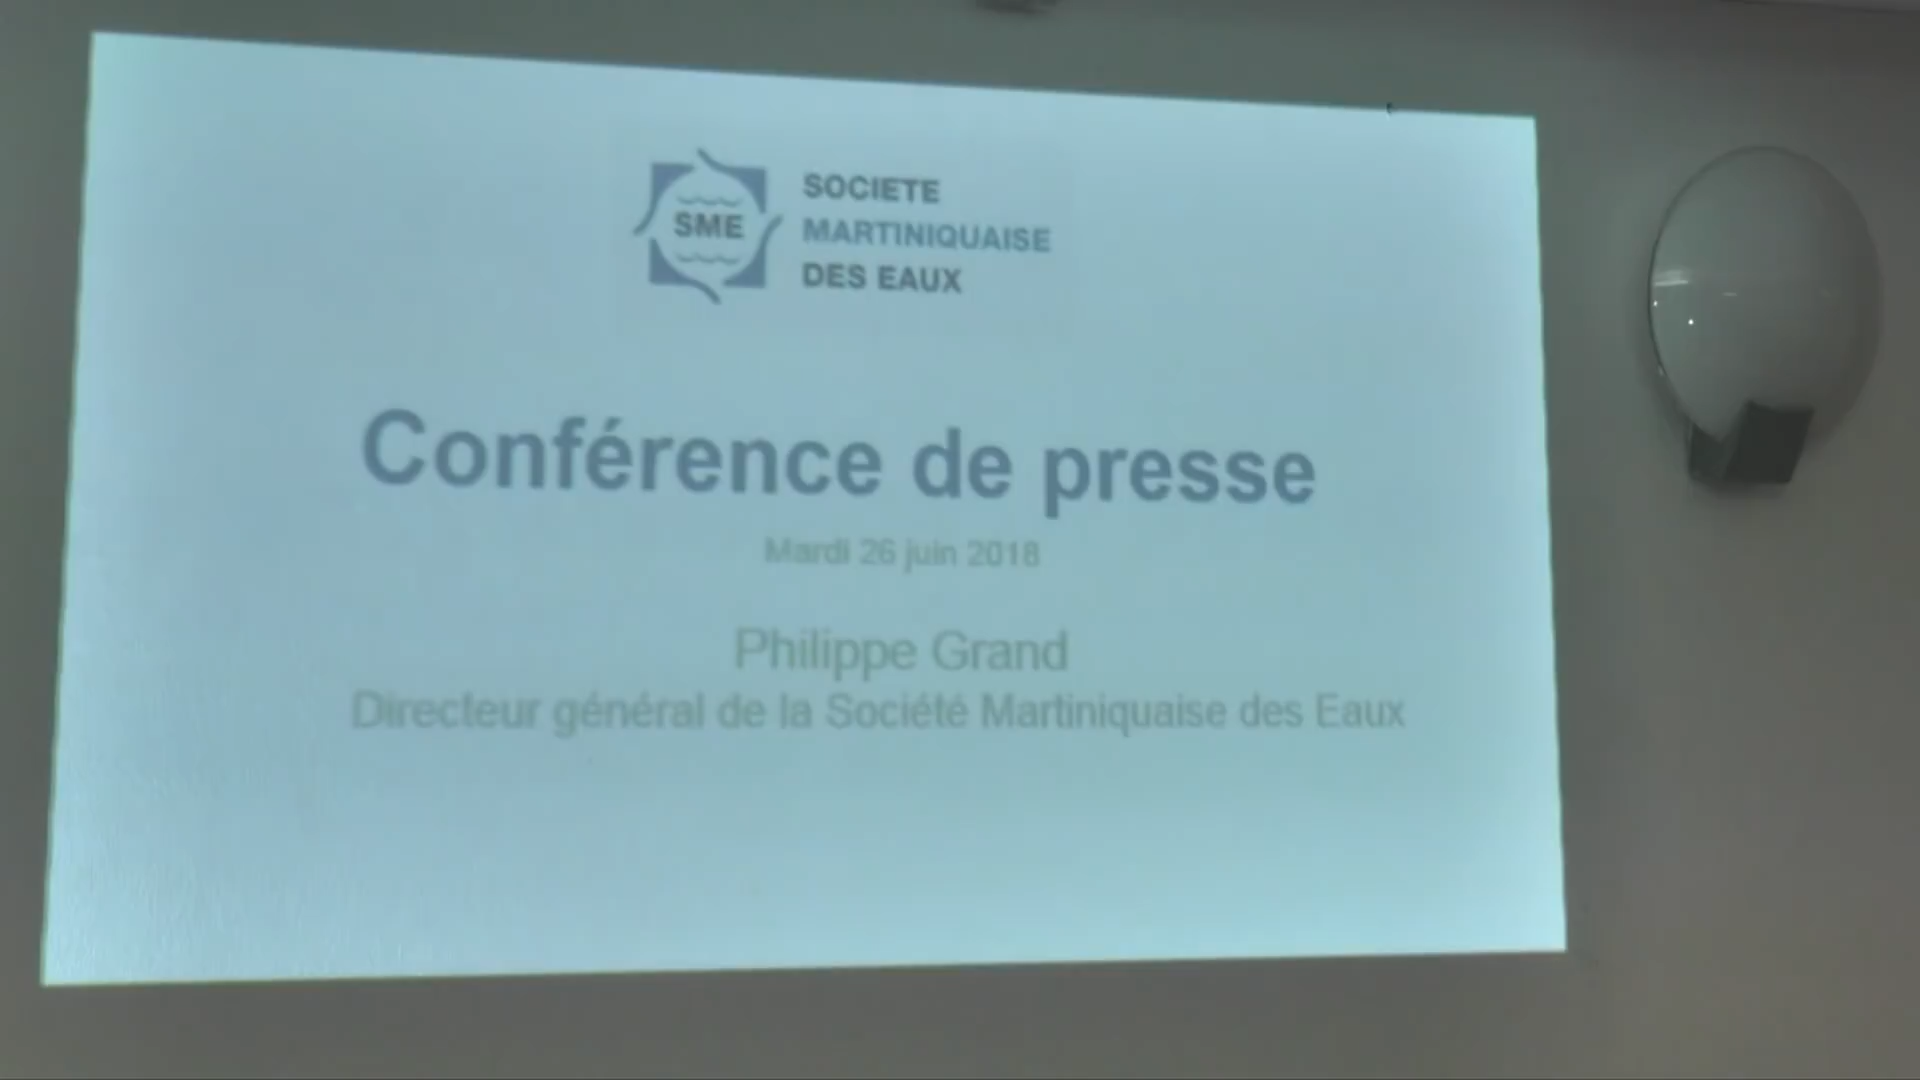 SME
SOCIETE
MARTINIQUAISE
DES EAUX
Conférence de presse
Mardi 26 juin 2018
Philippe Grand
Directeur général de la Société Martiniquaise des Eaux